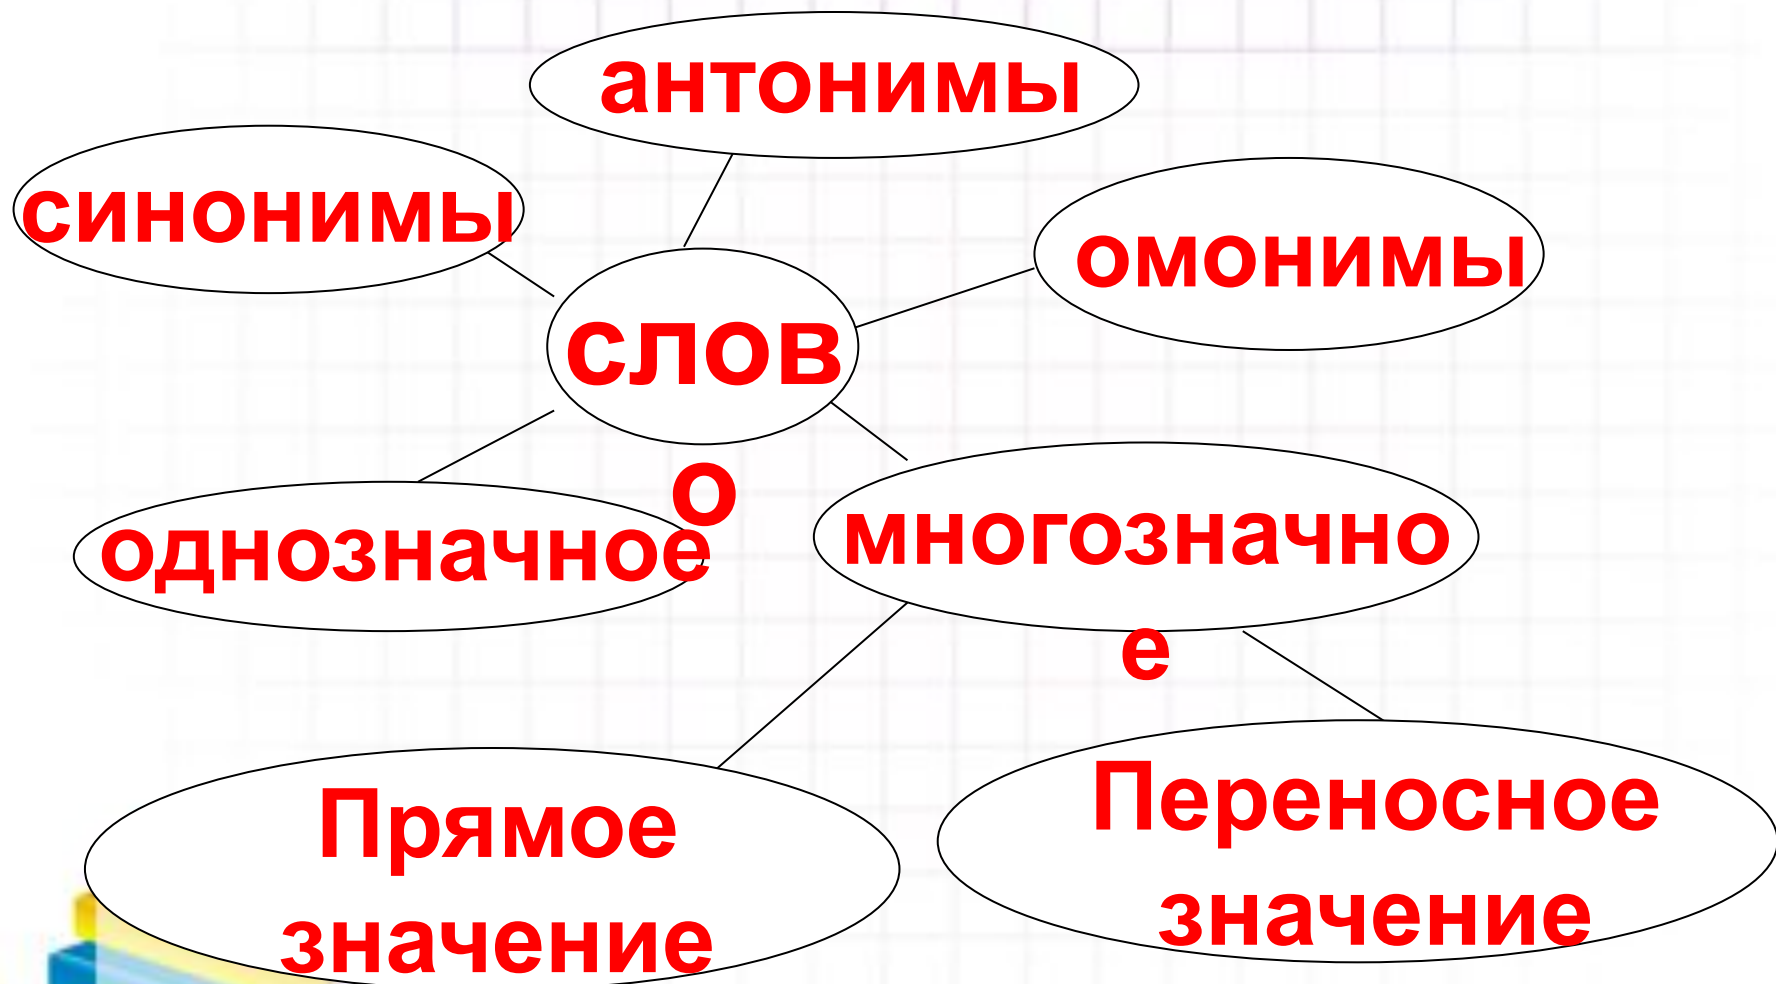 антонимы
синонимы
омонимы
слов
о
однозначное
многозначно
е
Прямое
значение
Переносное
значение